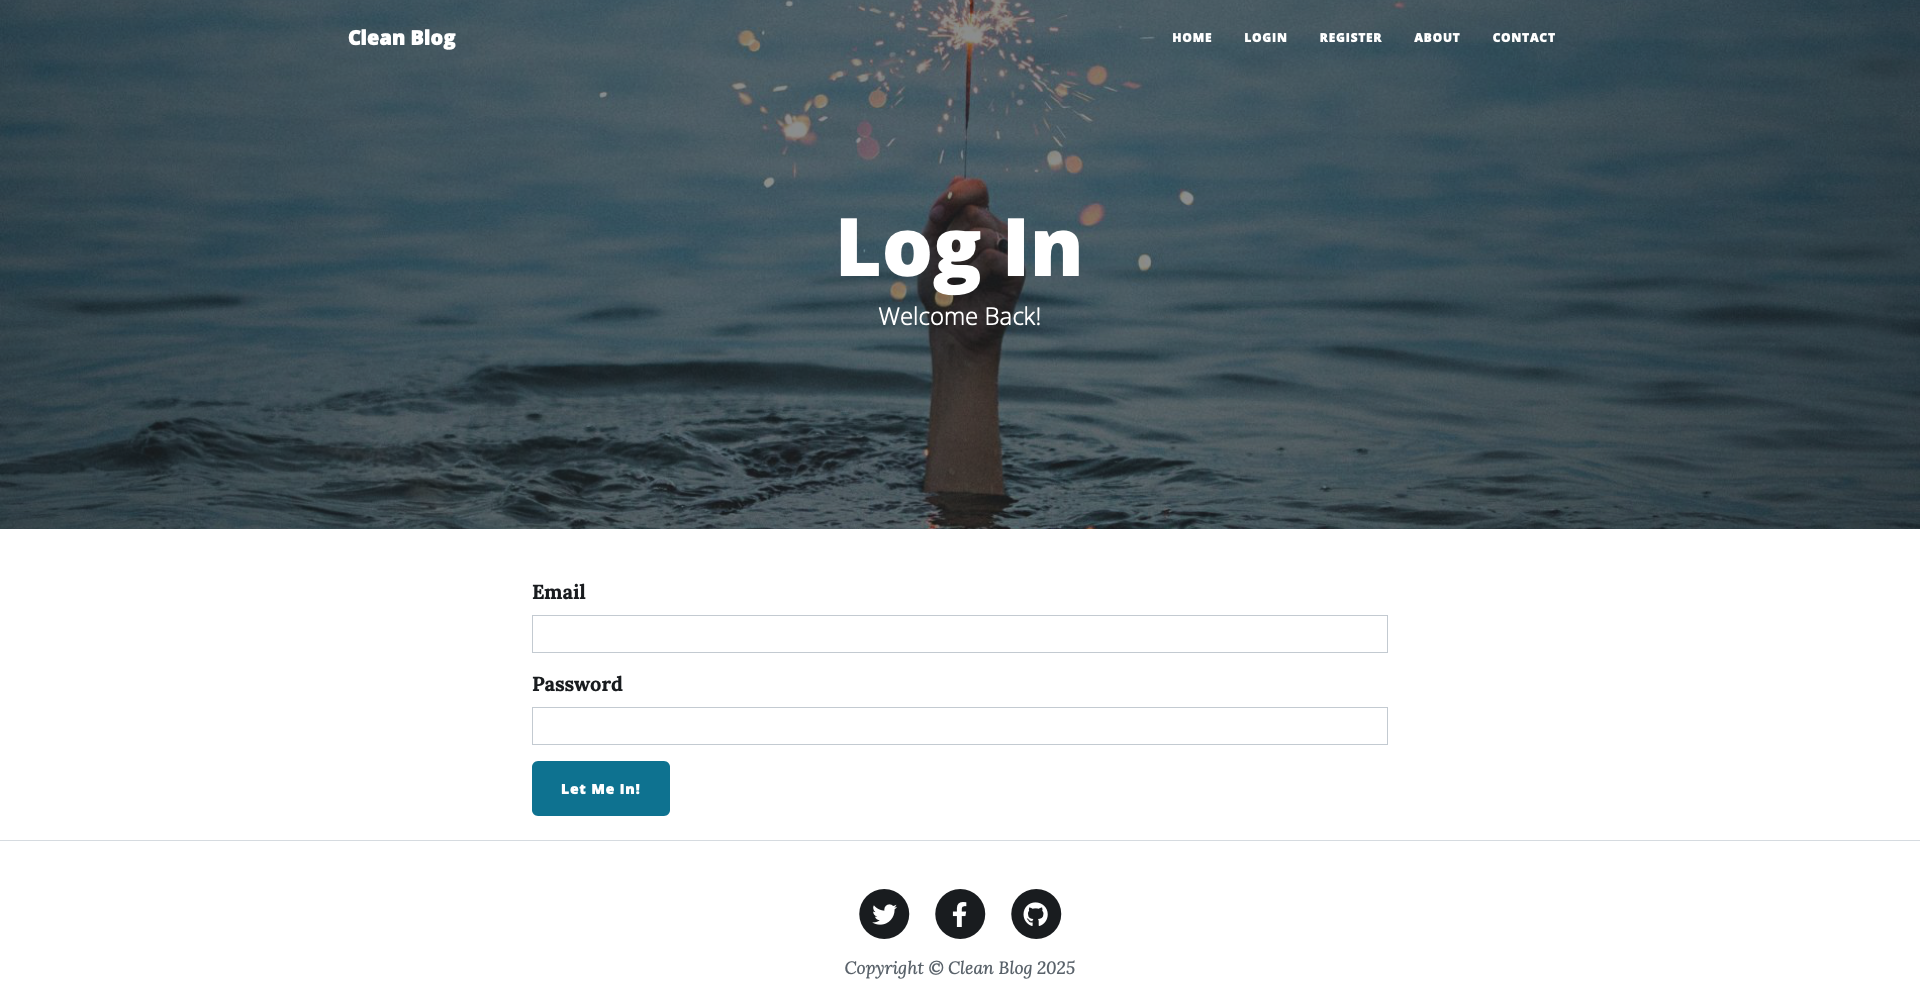 Clean Blog
HOME LOGIN REGISTER ABOUT CONTACT
Log In
Welcome Back!
Email
Password
Let Me In!
Copyright © Clean Blog 2025